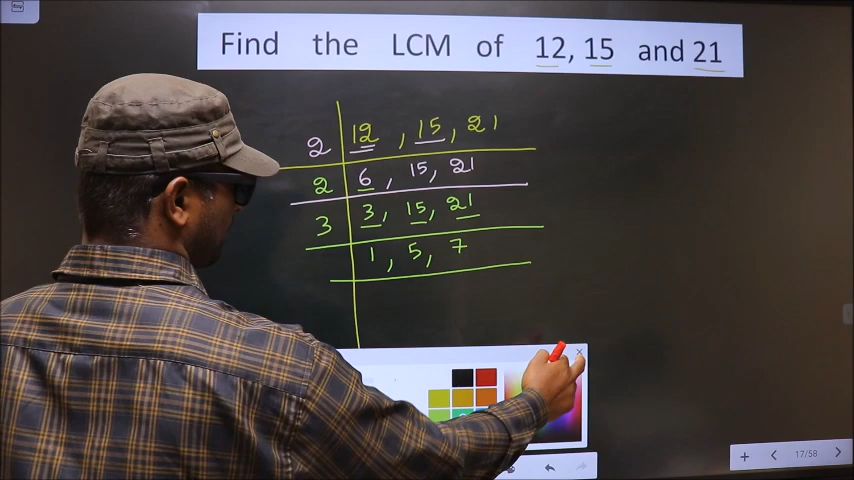 Find the LCM of 12, 15 and 21
2 12, 15, 21
2 6, 15, 21
3 3, 15, 21
1, 5, 7
17/58